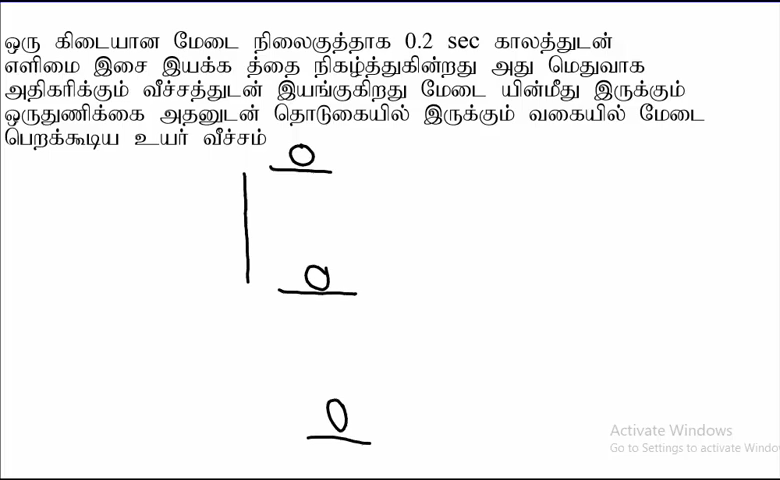 ஒரு கிடையான மேடை நிலைகுத்தாக 0.2 sec காலத்துடன்
எளிமை இசை இயக்க த்தை நிகழ்த்துகின்றது அது மெதுவாக
அதிகரிக்கும் வீச்சத்துடன் இயங்குகிறது மேடை யின்மீது இருக்கும்
ஒருதுணிக்கை அதனுடன் தொடுகையில் இருக்கும் வகையில் மேடை
பெறக்கூடிய உயர் வீச்சம்
Activate Windows
Go to Settings to activate Windo